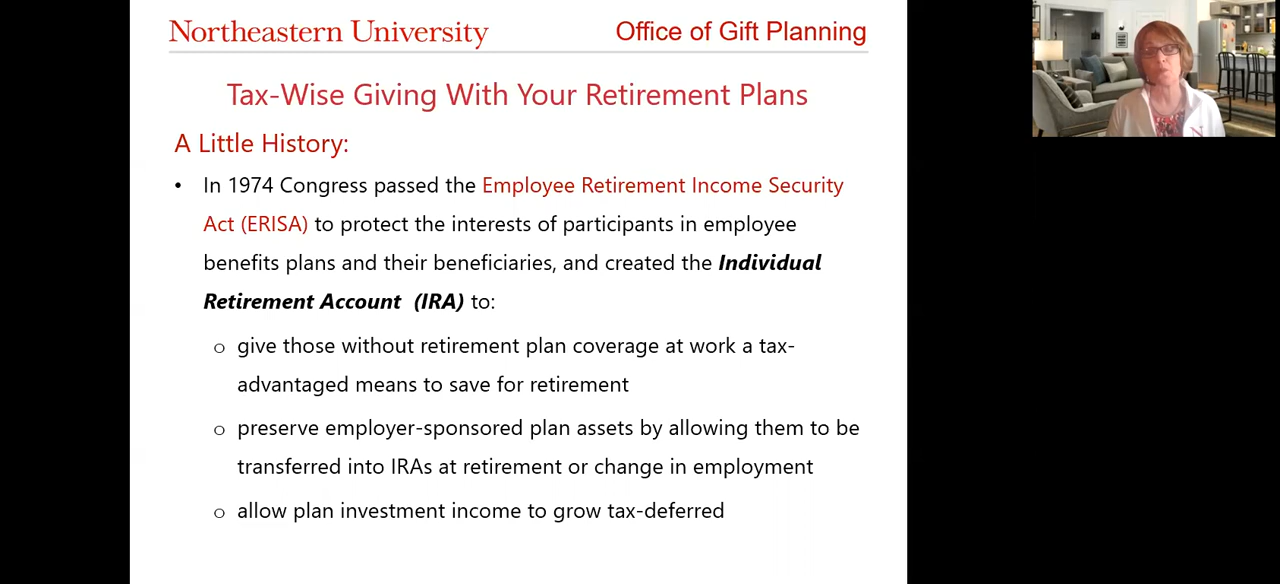 Northeastern University
Office of Gift Planning
Tax-Wise Giving With Your Retirement Plans
A Little History:
• In 1974 Congress passed the Employee Retirement Income Security
Act (ERISA) to protect the interests of participants in employee
benefits plans and their beneficiaries, and created the Individual
Retirement Account (IRA) to:
o give those without retirement plan coverage at work a tax-
advantaged means to save for retirement
o preserve employer-sponsored plan assets by allowing them to be
transferred into IRAs at retirement or change in employment
o allow plan investment income to grow tax-deferred
N